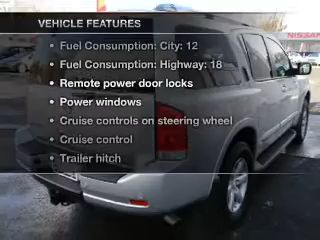 VEHICLE FEATURES
• Fuel Consumption: City: 12
• Fuel Consumption: Highway: 18
• Remote power door locks
• Power windows
• Cruise controls on steering wheel
• Cruise control
• Trailer hitch
NISSAN